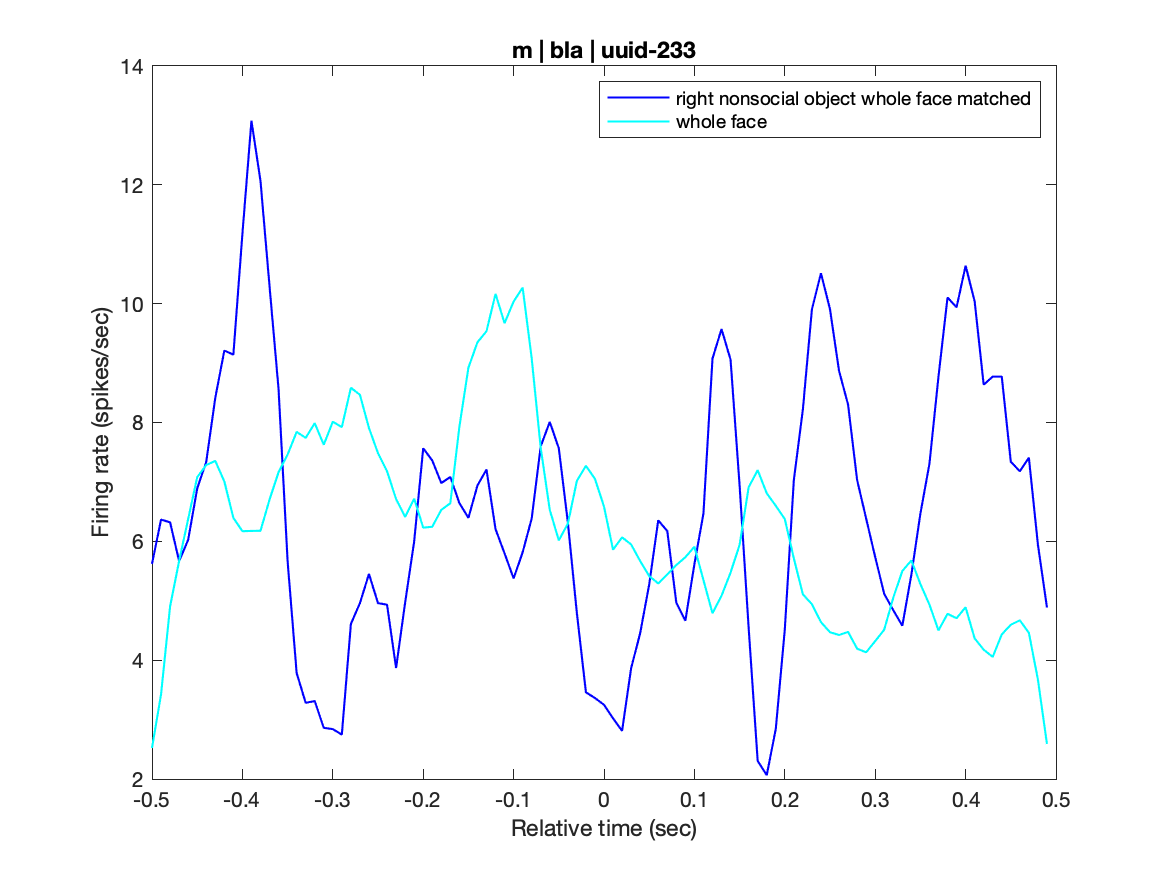 m | bla | uuid-233
right nonsocial object whole face matched
whole face
Firing rate (spikes/sec)
14
12
10
8
6
4
2
-0.5 -0.4 -0.3 -0.2 -0.1 0 0.1 0.2 0.3 0.4 0.5
Relative time (sec)